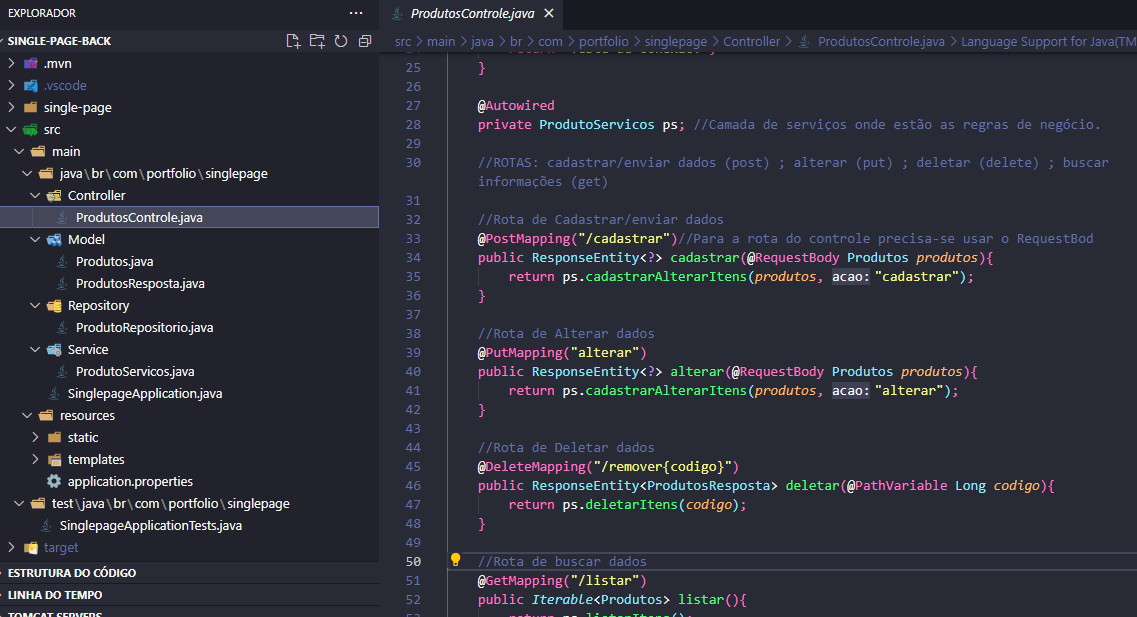 EXPLORADOR
SINGLE-PAGE-BACK
.mvn
.vscode
single-page
src
main
java\br\com\portfolio\singlepage
Controller
ProdutosControle.java
Model
Produtos.java
ProdutosResposta.java
Repository
ProdutoRepositorio.java
Service
ProdutoServicos.java
SinglepageApplication.java
resources
static
templates
application.properties
test\java\br\com\portfolio\singlepage
SinglepageApplicationTests.java
target
ESTRUTURA DO CÓDIGO
LINHA DO TEMPO
TOMCAT SERVERS
ProdutosControle.java
src > main > java > br > com > portfolio > singlepage > Controller > ProdutosControle.java > Language Support for Java(TM
25 }
26
27 @Autowired
28 private ProdutoServicos ps; //Camada de serviços onde estão as regras de negócio.
29
30 //ROTAS: cadastrar/enviar dados (post) ; alterar (put) ; deletar (delete) ; buscar
informações (get)
31
32 //Rota de Cadastrar/enviar dados
33 @PostMapping("/cadastrar")//Para a rota do controle precisa-se usar o RequestBod
34 public ResponseEntity<?> cadastrar(@RequestBody Produtos produtos){
35 return ps.cadastrarAlterarItens(produtos, acao: "cadastrar");
36 }
37
38 //Rota de Alterar dados
39 @PutMapping("alterar")
40 public ResponseEntity<?> alterar(@RequestBody Produtos produtos){
41 return ps.cadastrarAlterarItens(produtos, acao: "alterar");
42 }
43
44 //Rota de Deletar dados
45 @DeleteMapping("/remover{codigo}")
46 public ResponseEntity<ProdutosResposta> deletar(@PathVariable Long codigo){
47 return ps.deletarItens(codigo);
48 }
49
50 //Rota de buscar dados
51 @GetMapping("/listar")
52 public Iterable<Produtos> listar(){